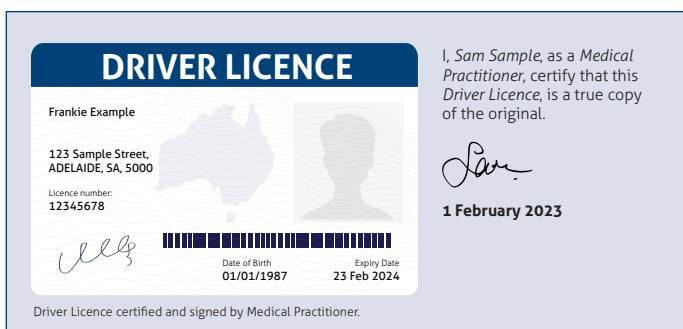 DRIVER LICENCE
Frankie Example
123 Sample Street,
ADELAIDE, SA, 5000
Licence number:
12345678
Date of Birth
01/01/1987
Expiry Date
23 Feb 2024
I, Sam Sample, as a Medical
Practitioner, certify that this
Driver Licence, is a true copy
of the original.
Sam
1 February 2023
Driver Licence certified and signed by Medical Practitioner.